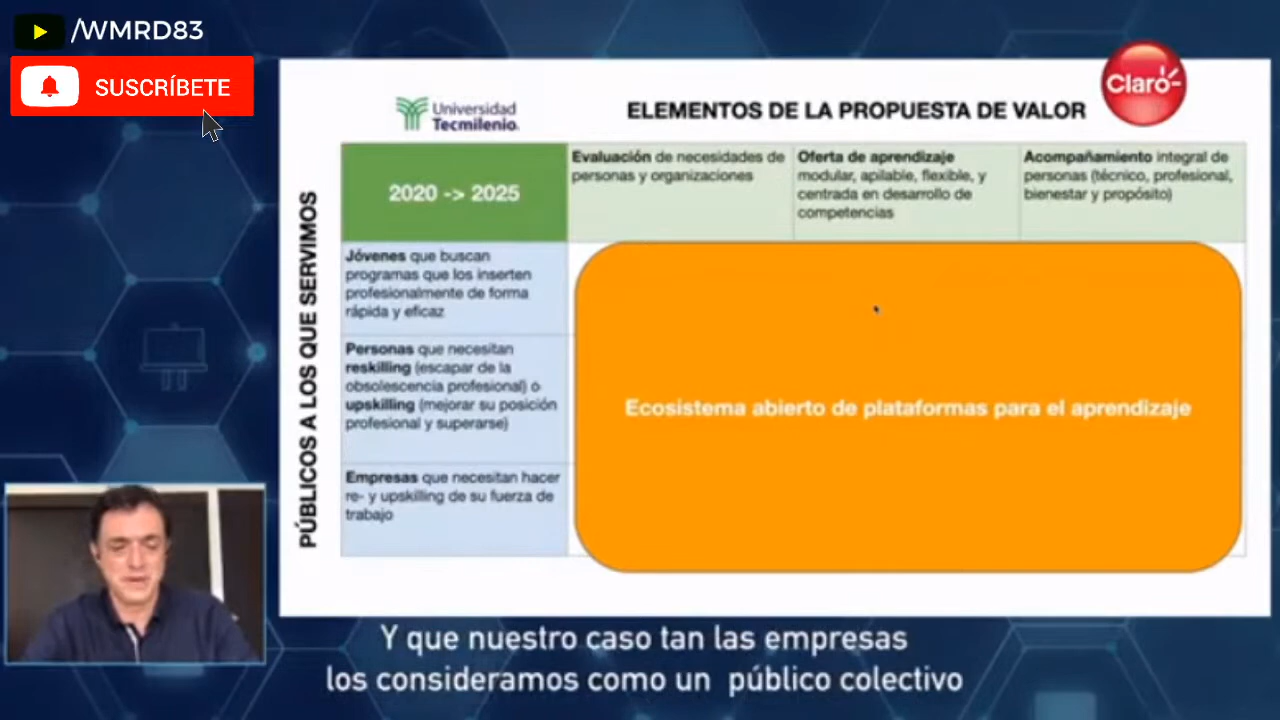 /WMRD83
SUSCRÍBETE
Universidad
Tecmilenio.
ELEMENTOS DE LA PROPUESTA DE VALOR
Claro
PÚBLICOS A LOS QUE SERVIMOS
2020 -> 2025
Evaluación de necesidades de
personas y organizaciones
Oferta de aprendizaje
modular, apilable, flexible, y
centrada en desarrollo de
competencias
Acompañamiento integral de
personas (técnico, profesional,
bienestar y propósito)
Jóvenes que buscan
programas que los inserten
profesionalmente de forma
rápida y eficaz
Personas que necesitan
reskilling (escapar de la
obsolescencia profesional) o
upskilling (mejorar su posición
profesional y superarse)
Empresas que necesitan hacer
re- y upskilling de su fuerza de
trabajo
Ecosistema abierto de plataformas para el aprendizaje
Y que nuestro caso tan las empresas
los consideramos como un público colectivo